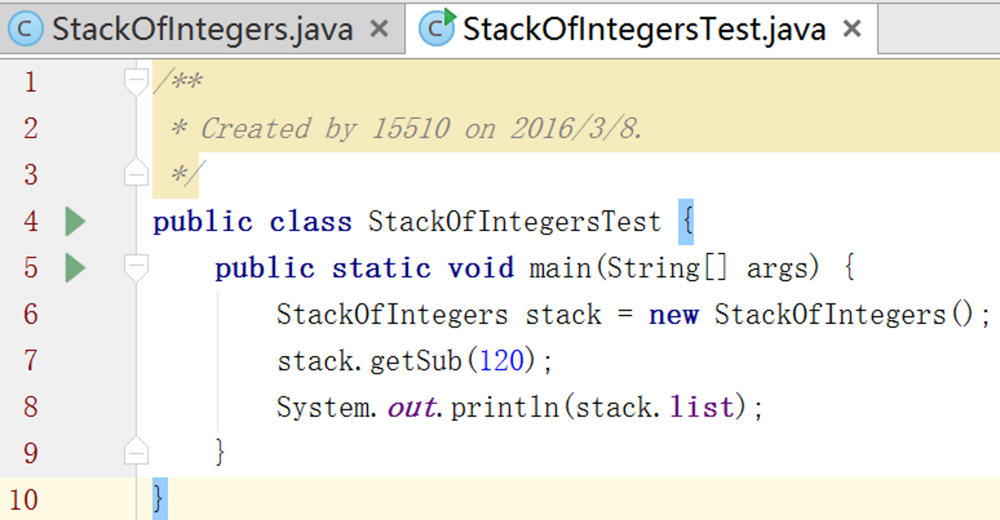 C StackOfIntegers.java × C StackOfIntegersTest.java ×
1 /**
2 * Created by 15510 on 2016/3/8.
3 */
4 public class StackOfIntegersTest {
5 public static void main(String[] args) {
6 StackOfIntegers stack = new StackOfIntegers();
7 stack.getSub(120);
8 System.out.println(stack.list);
9 }
10 }